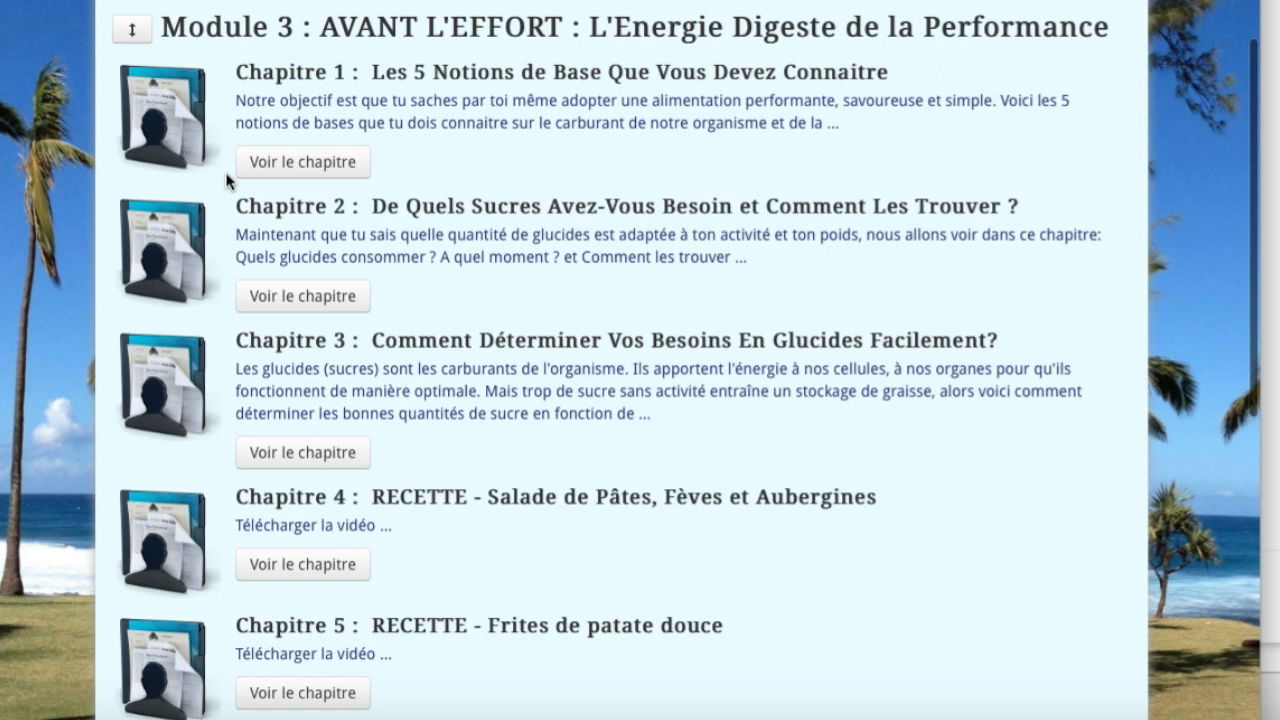 Module 3 : AVANT L'EFFORT : L'Energie Digeste de la Performance
Chapitre 1 : Les 5 Notions de Base Que Vous Devez Connaitre
Notre objectif est que tu saches par toi même adopter une alimentation performante, savoureuse et simple. Voici les 5
notions de bases que tu dois connaitre sur le carburant de notre organisme et de la ...
Voir le chapitre
Chapitre 2 : De Quels Sucres Avez-Vous Besoin et Comment Les Trouver ?
Maintenant que tu sais quelle quantité de glucides est adaptée à ton activité et ton poids, nous allons voir dans ce chapitre:
Quels glucides consommer ? A quel moment ? et Comment les trouver ...
Voir le chapitre
Chapitre 3 : Comment Déterminer Vos Besoins En Glucides Facilement?
Les glucides (sucres) sont les carburants de l'organisme. Ils apportent l'énergie à nos cellules, à nos organes pour qu'ils
fonctionnent de manière optimale. Mais trop de sucre sans activité entraîne un stockage de graisse, alors voici comment
déterminer les bonnes quantités de sucre en fonction de ...
Voir le chapitre
Chapitre 4 : RECETTE - Salade de Pâtes, Fèves et Aubergines
Télécharger la vidéo ...
Voir le chapitre
Chapitre 5 : RECETTE - Frites de patate douce
Télécharger la vidéo ...
Voir le chapitre